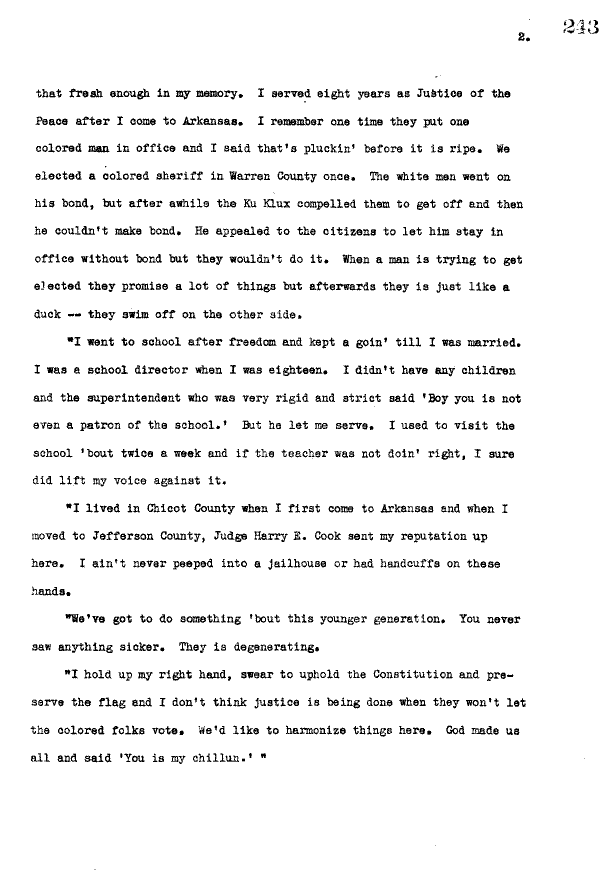 243
2.
that fresh enough in my memory. I served eight years as Justice of the
Peace after I come to Arkansas. I remember one time they put one
colored man in office and I said that's pluckin' before it is ripe. We
elected a colored sheriff in Warren County once. The white men went on
his bond, but after awhile the Ku Klux compelled them to get off and then
he couldn't make bond. He appealed to the citizens to let him stay in
office without bond but they wouldn't do it. When a man is trying to get
elected they promise a lot of things but afterwards they is just like a
duck -- they swim off on the other side.
"I went to school after freedom and kept a goin' till I was married.
I was a school director when I was eighteen. I didn't have any children
and the superintendent who was very rigid and strict said 'Boy you is not
even a patron of the school.' But he let me serve. I used to visit the
school 'bout twice a week and if the teacher was not doin' right, I sure
did lift my voice against it.
"I lived in Chicot County when I first come to Arkansas and when I
moved to Jefferson County, Judge Harry E. Cook sent my reputation up
here. I ain't never peeped into a jailhouse or had handcuffs on these
hands.
"We've got to do something 'bout this younger generation. You never
saw anything sicker. They is degenerating.
"I hold up my right hand, swear to uphold the Constitution and pre-
serve the flag and I don't think justice is being done when they won't let
the colored folks vote. We'd like to harmonize things here. God made us
all and said 'You is my chillun.' "